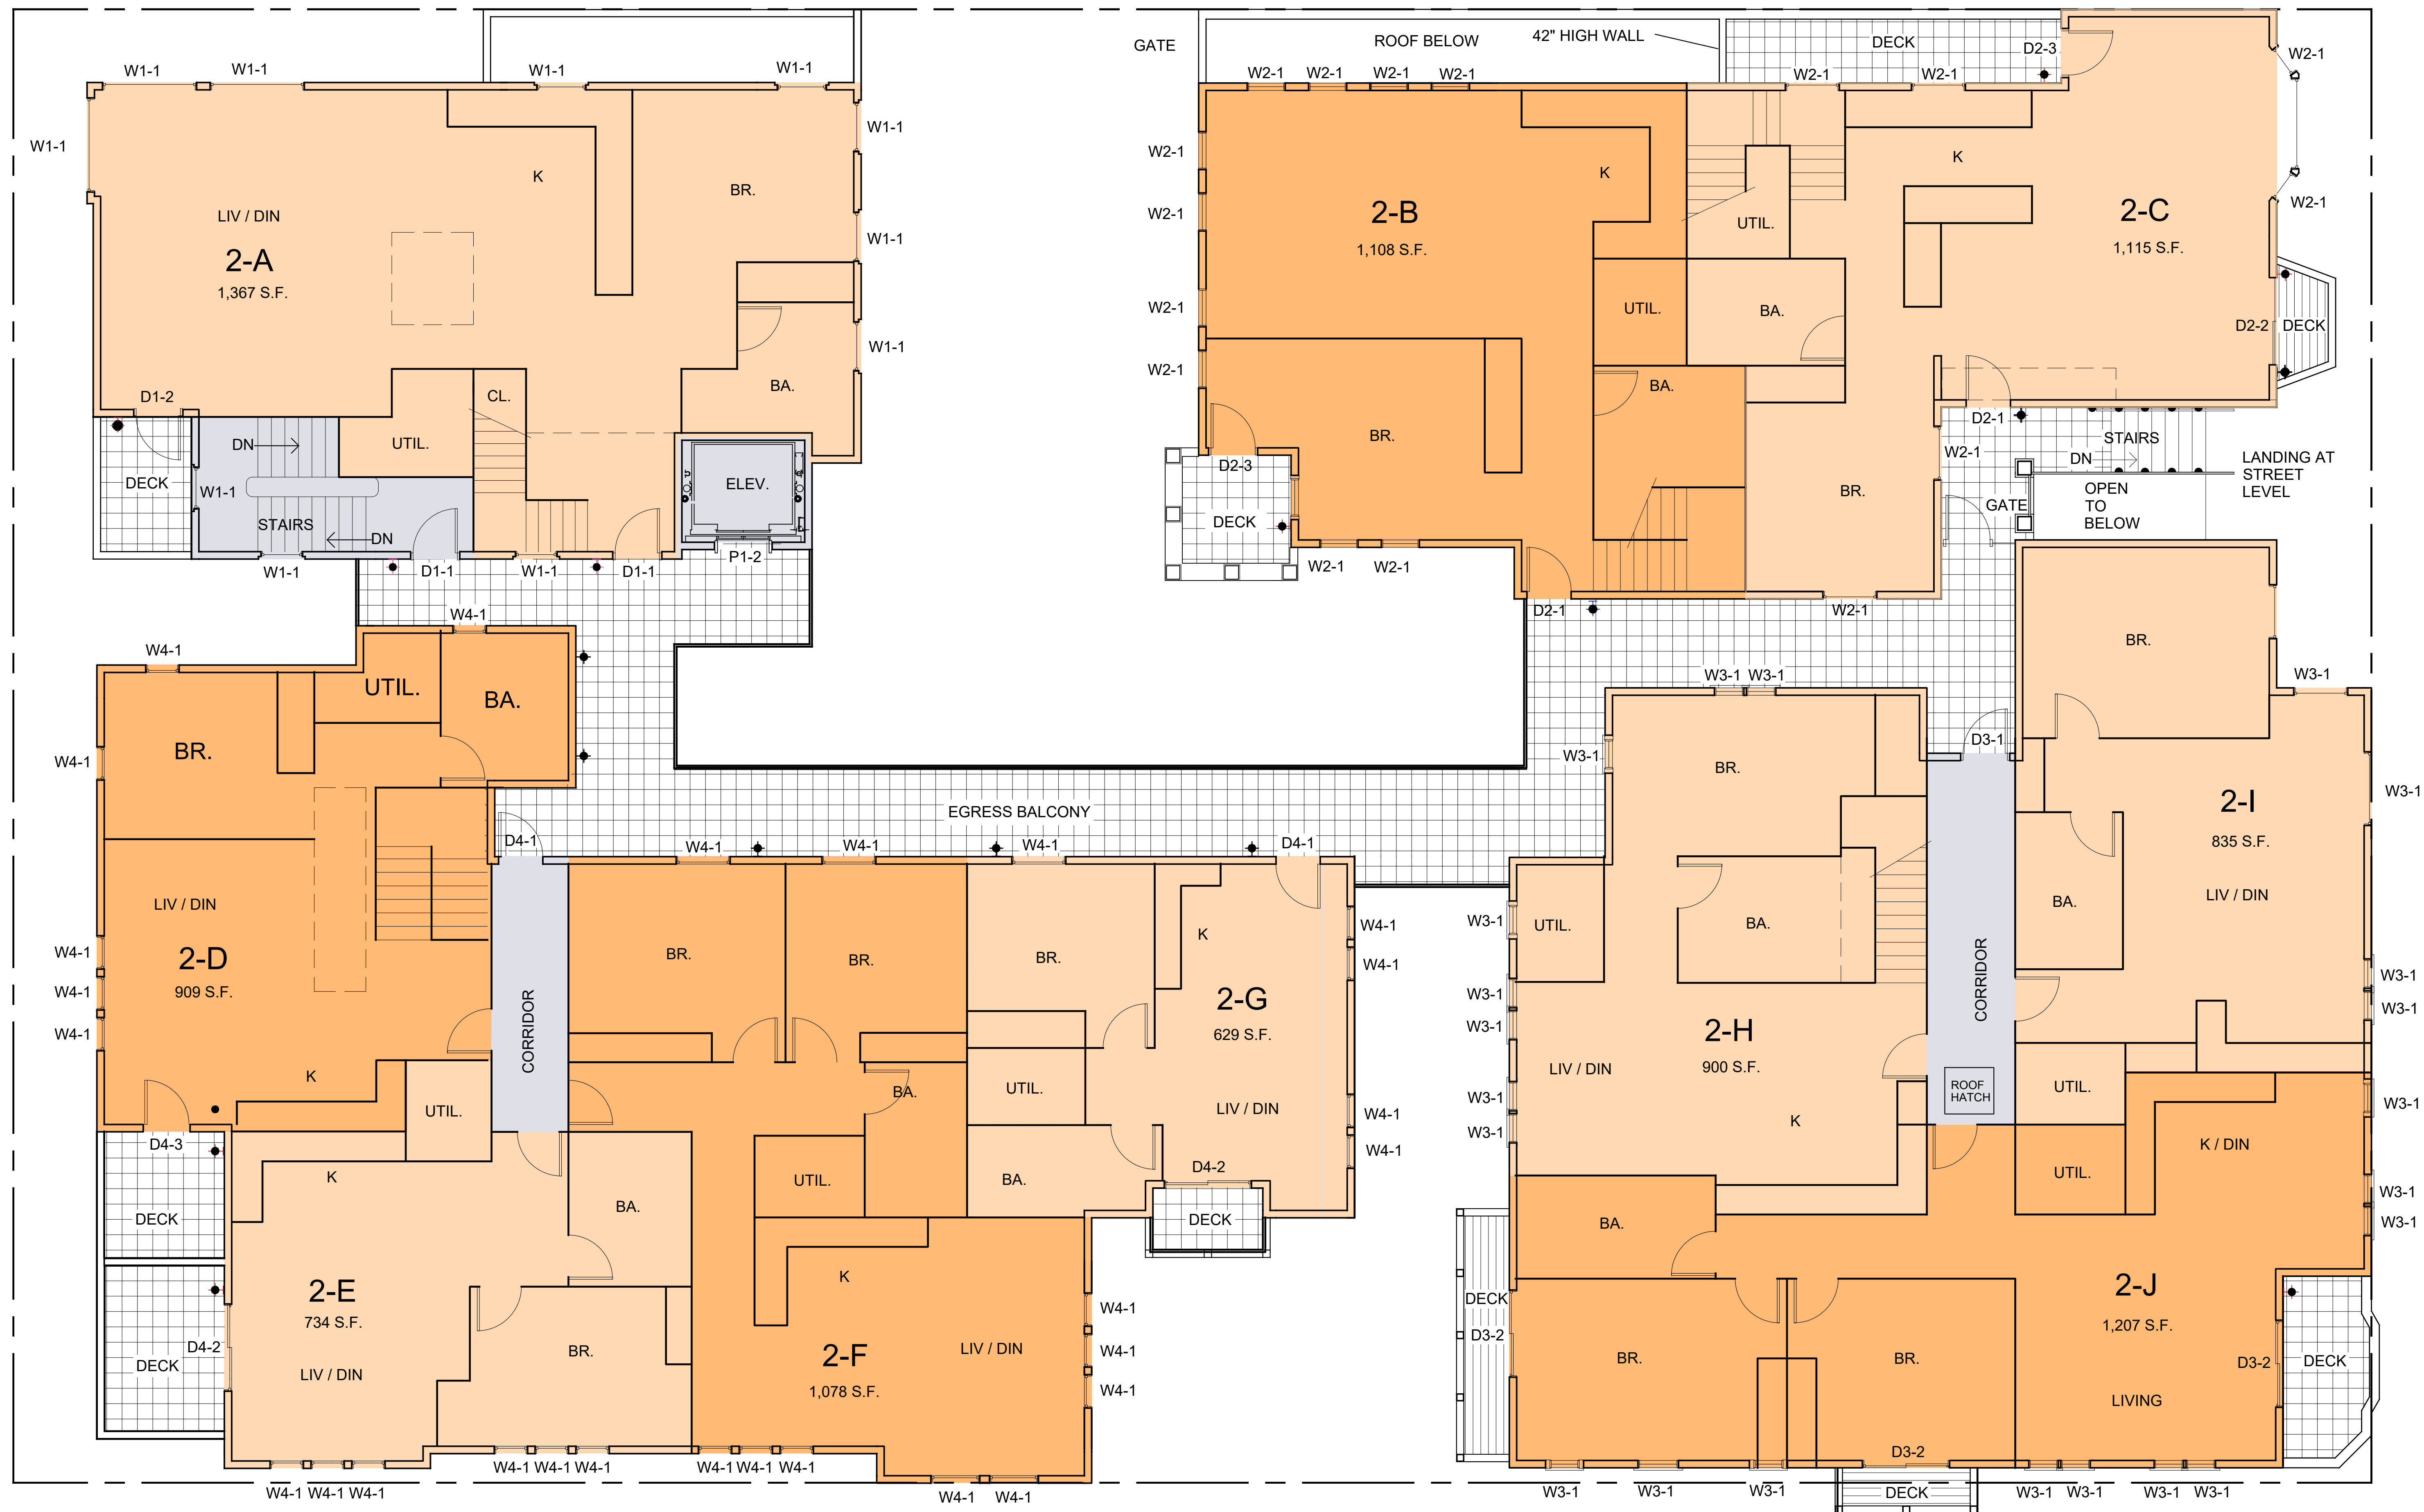 GATE
ROOF BELOW
42" HIGH WALL
DECK
D2-3
W1-1
W1-1
W1-1
W1-1
W2-1
W2-1
W2-1
W2-1
W2-1
W2-1
W2-1
W1-1
W1-1
W2-1
K
BR.
K
K
W2-1
LIV / DIN
2-A
1,367 S.F.
W1-1
W2-1
2-B
1,108 S.F.
UTIL.
2-C
1,115 S.F.
W2-1
W1-1
W2-1
UTIL.
BA.
D2-2
DECK
W2-1
D1-2
CL.
BA.
BA.
DN
UTIL.
BR.
D2-1
STAIRS
DN
W2-1
LANDING AT
STREET
LEVEL
DECK
W1-1
ELEV.
D2-3
BR.
GATE
OPEN
TO
BELOW
STAIRS
DN
DECK
W1-1
D1-1
W1-1
D1-1
P1-2
W2-1
W2-1
D2-1
W2-1
W4-1
W4-1
BR.
UTIL.
BA.
W3-1
W3-1
W3-1
BR.
W4-1
W3-1
BR.
D3-1
2-I
835 S.F.
W3-1
EGRESS BALCONY
D4-1
W4-1
W4-1
W4-1
D4-1
LIV / DIN
2-D
909 S.F.
W4-1
W4-1
W4-1
CORRIDOR
BR.
BR.
BR.
K
2-G
629 S.F.
W4-1
W4-1
W3-1
UTIL.
BA.
CORRIDOR
BA.
LIV / DIN
W3-1
W3-1
W3-1
W3-1
2-H
900 S.F.
LIV / DIN
K
UTIL.
BA.
UTIL.
LIV / DIN
W4-1
W4-1
W3-1
W3-1
K
ROOF
HATCH
UTIL.
W3-1
D4-3
K
DECK
BA.
UTIL.
BA.
D4-2
DECK
BA.
UTIL.
K / DIN
W3-1
W3-1
2-E
734 S.F.
LIV / DIN
D4-2
DECK
BR.
K
2-F
1,078 S.F.
LIV / DIN
W4-1
W4-1
W4-1
DECK
D3-2
BR.
BR.
2-J
1,207 S.F.
LIVING
D3-2
DECK
D3-2
W4-1
W4-1
W4-1
W4-1
W4-1
W4-1
W4-1
W4-1
W4-1
W4-1
W4-1
W3-1
W3-1
W3-1
DECK
W3-1
W3-1
W3-1
W3-1